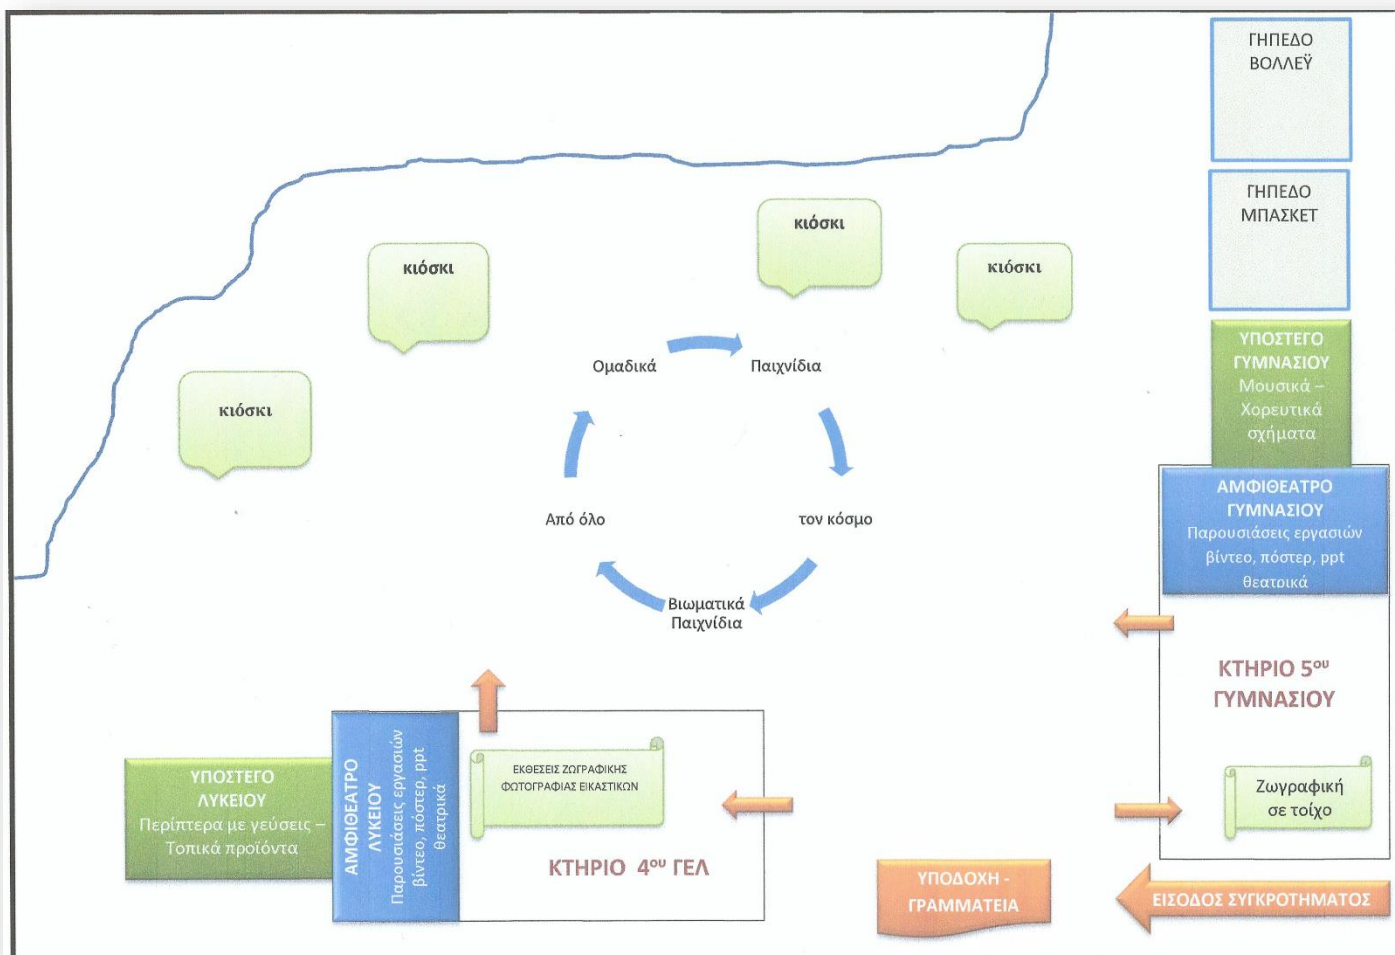 ΓΗΠΕΔΟ
ΒΟΛΛΕΫ
ΓΗΠΕΔΟ
ΜΠΑΣΚΕΤ
κιόσκι
κιόσκι
κιόσκι
κιόσκι
ΥΠΟΣΤΕΓΟ
ΓΥΜΝΑΣΙΟΥ
Μουσικά –
Χορευτικά
σχήματα
Ομαδικά
Παιχνίδια
τον κόσμο
Βιωματικά
Παιχνίδια
Από όλο
ΑΜΦΙΘΕΑΤΡΟ
ΓΥΜΝΑΣΙΟΥ
Παρουσιάσεις εργασιών
βίντεο, πόστερ, ppt
θεατρικά
ΚΤΗΡΙΟ 5ου
ΓΥΜΝΑΣΙΟΥ
Ζωγραφική
σε τοίχο
ΥΠΟΣΤΕΓΟ
ΛΥΚΕΙΟΥ
Περίπτερα με γεύσεις –
Τοπικά προϊόντα
ΑΜΦΙΘΕΑΤΡΟ
ΛΥΚΕΙΟΥ
Παρουσιάσεις εργασιών
βίντεο, πόστερ, ppt
θεατρικά
ΕΚΘΕΣΕΙΣ ΖΩΓΡΑΦΙΚΗΣ
ΦΩΤΟΓΡΑΦΙΑΣ ΕΙΚΑΣΤΙΚΩΝ
ΚΤΗΡΙΟ 4ου ΓΕΛ
ΥΠΟΔΟΧΗ -
ΓΡΑΜΜΑΤΕΙΑ
ΕΙΣΟΔΟΣ ΣΥΓΚΡΟΤΗΜΑΤΟΣ